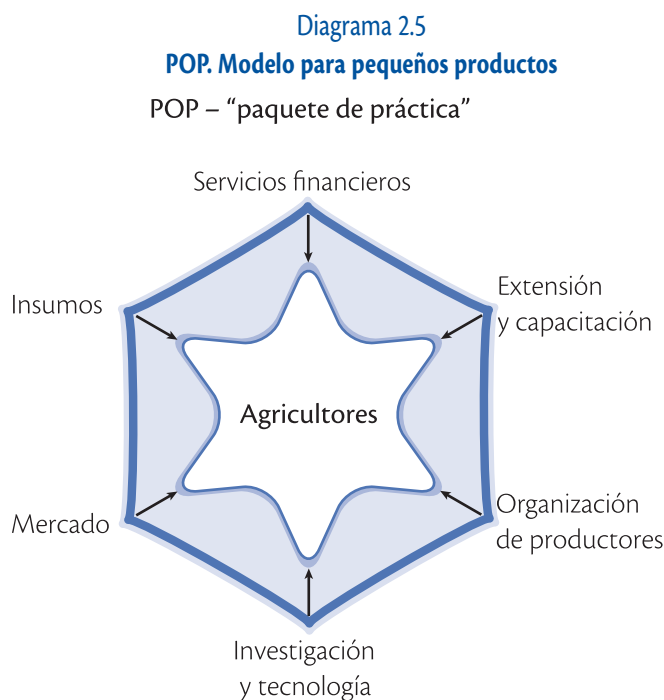 Diagrama 2.5
POP. Modelo para pequeños productos
POP – “paquete de práctica”
Servicios financieros
Insumos
Extensión
y capacitación
Agricultores
Mercado
Organización
de productores
Investigación
y tecnología